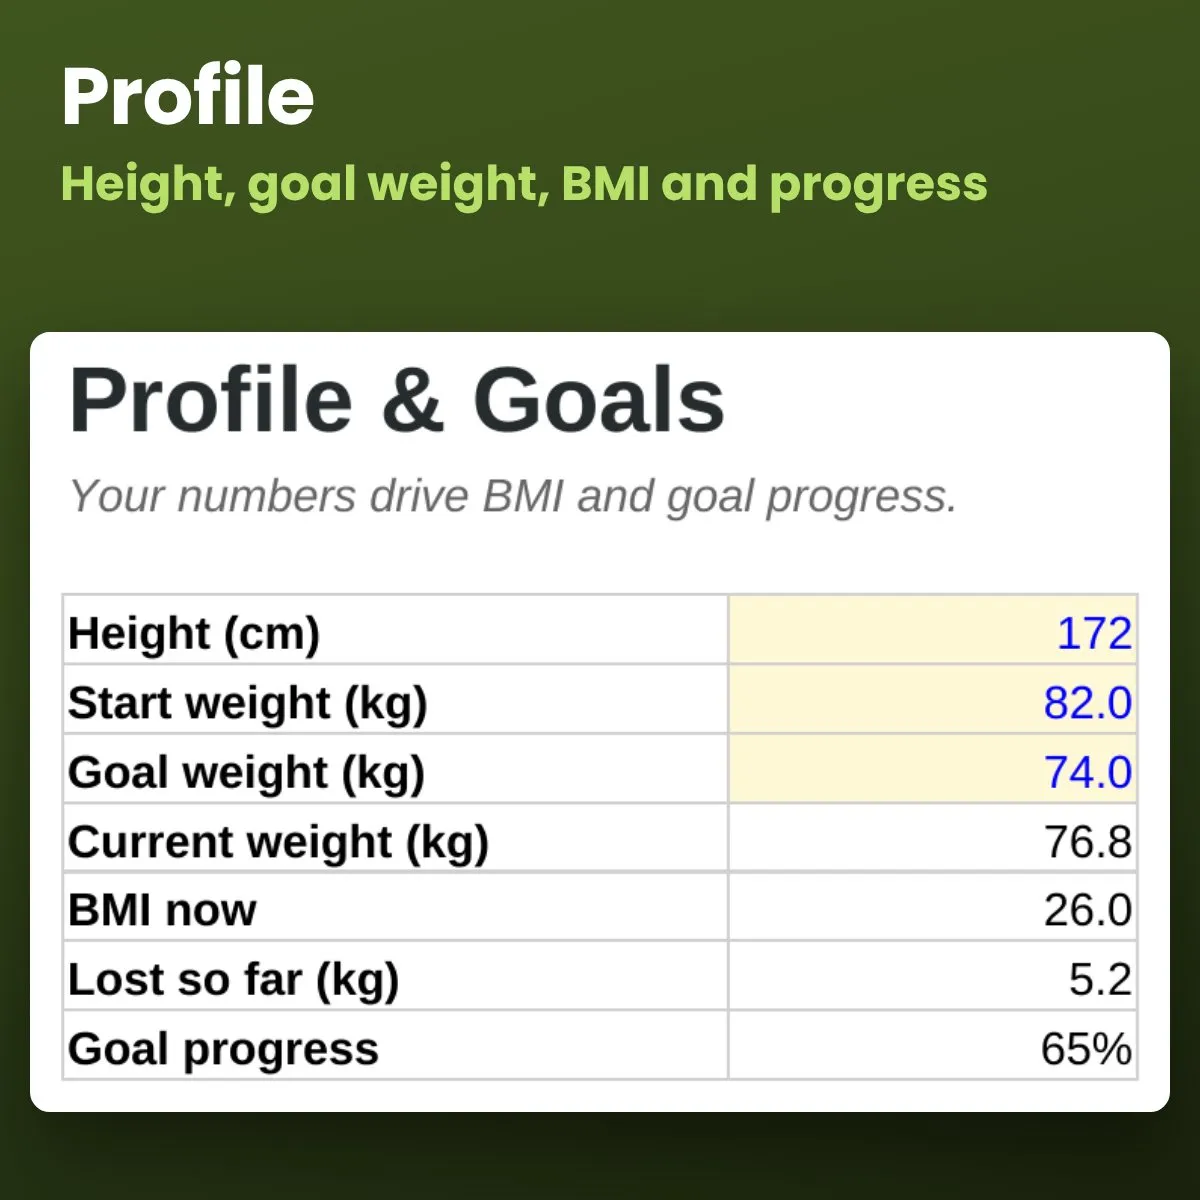 Profile
Height, goal weight, BMI and progress
Profile & Goals
Your numbers drive BMI and goal progress.
Height (cm) 172
Start weight (kg) 82.0
Goal weight (kg) 74.0
Current weight (kg) 76.8
BMI now 26.0
Lost so far (kg) 5.2
Goal progress 65%